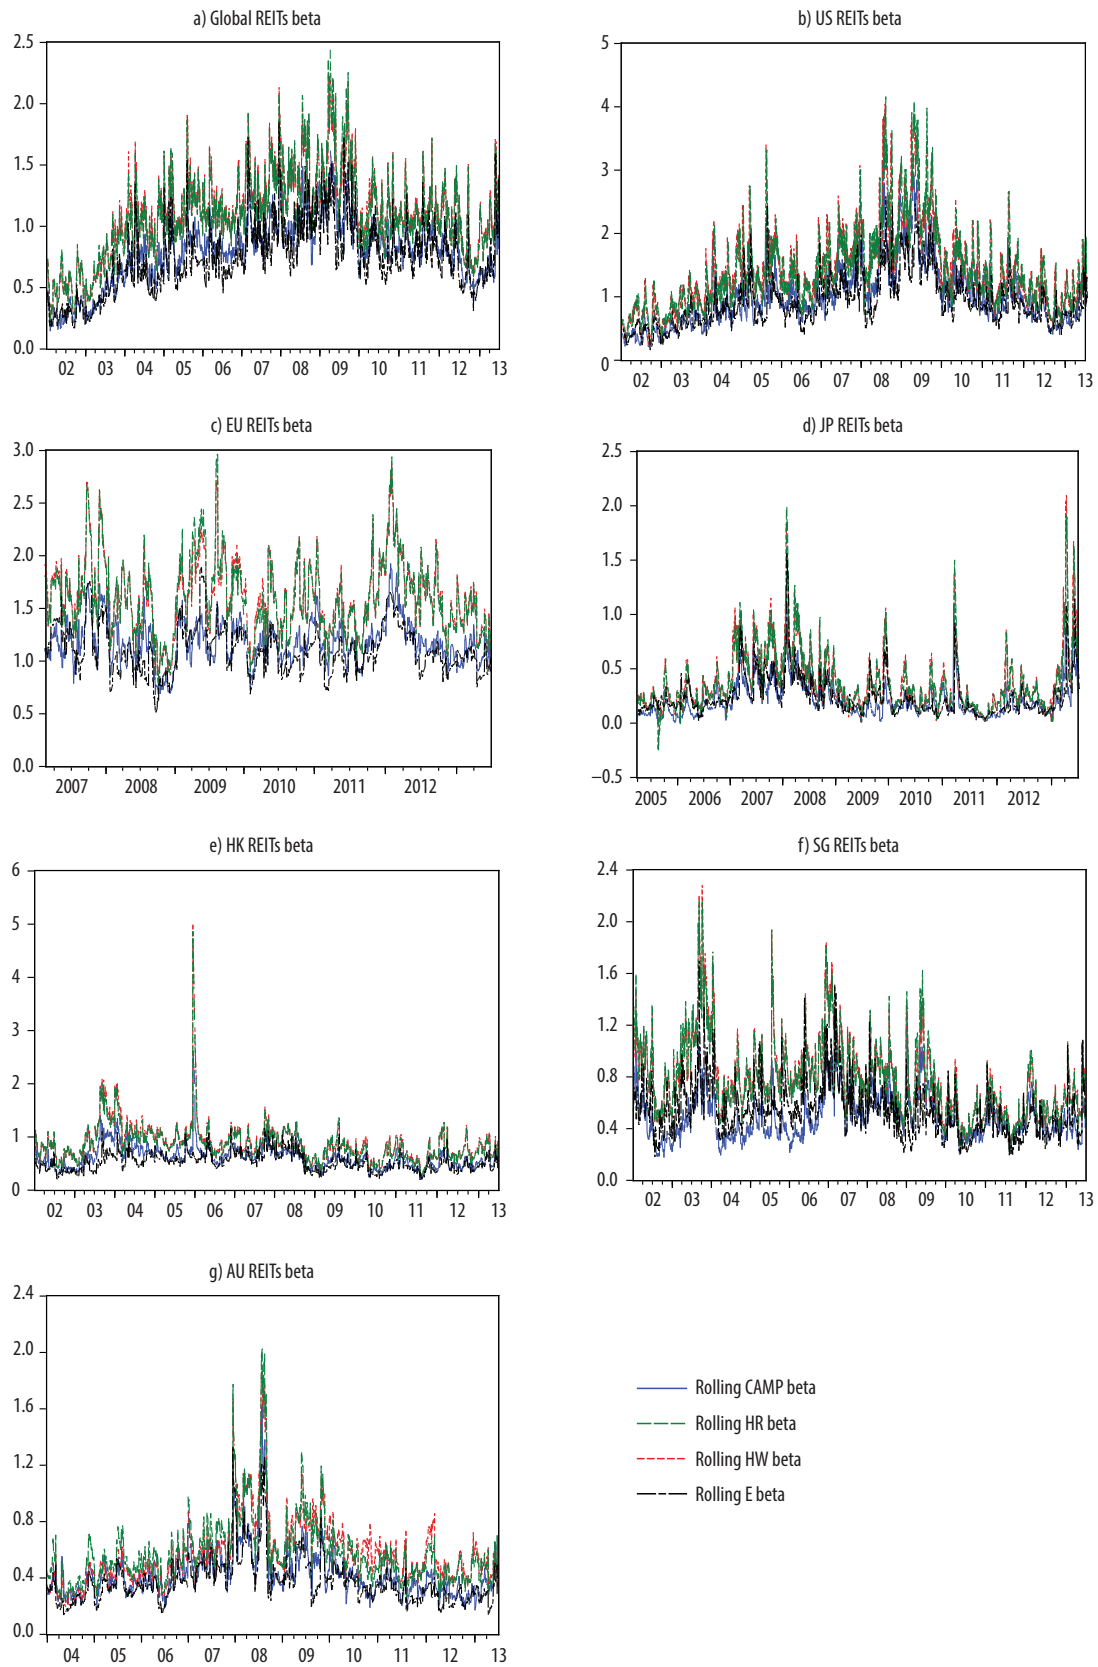 a) Global REITs beta
2.5
2.0
1.5
1.0
0.5
0.0
02 03 04 05 06 07 08 09 10 11 12 13
b) US REITs beta
5
4
3
2
1
0
02 03 04 05 06 07 08 09 10 11 12 13
c) EU REITs beta
3.0
2.5
2.0
1.5
1.0
0.5
0.0
2007 2008 2009 2010 2011 2012
d) JP REITs beta
2.5
2.0
1.5
1.0
0.5
0.0
−0.5
2005 2006 2007 2008 2009 2010 2011 2012
e) HK REITs beta
6
5
4
3
2
1
0
02 03 04 05 06 07 08 09 10 11 12 13
f) SG REITs beta
2.4
2.0
1.6
1.2
0.8
0.4
0.0
02 03 04 05 06 07 08 09 10 11 12 13
g) AU REITs beta
2.4
2.0
1.6
1.2
0.8
0.4
0.0
04 05 06 07 08 09 10 11 12 13
Rolling CAMP beta
Rolling HR beta
Rolling HW beta
Rolling E beta